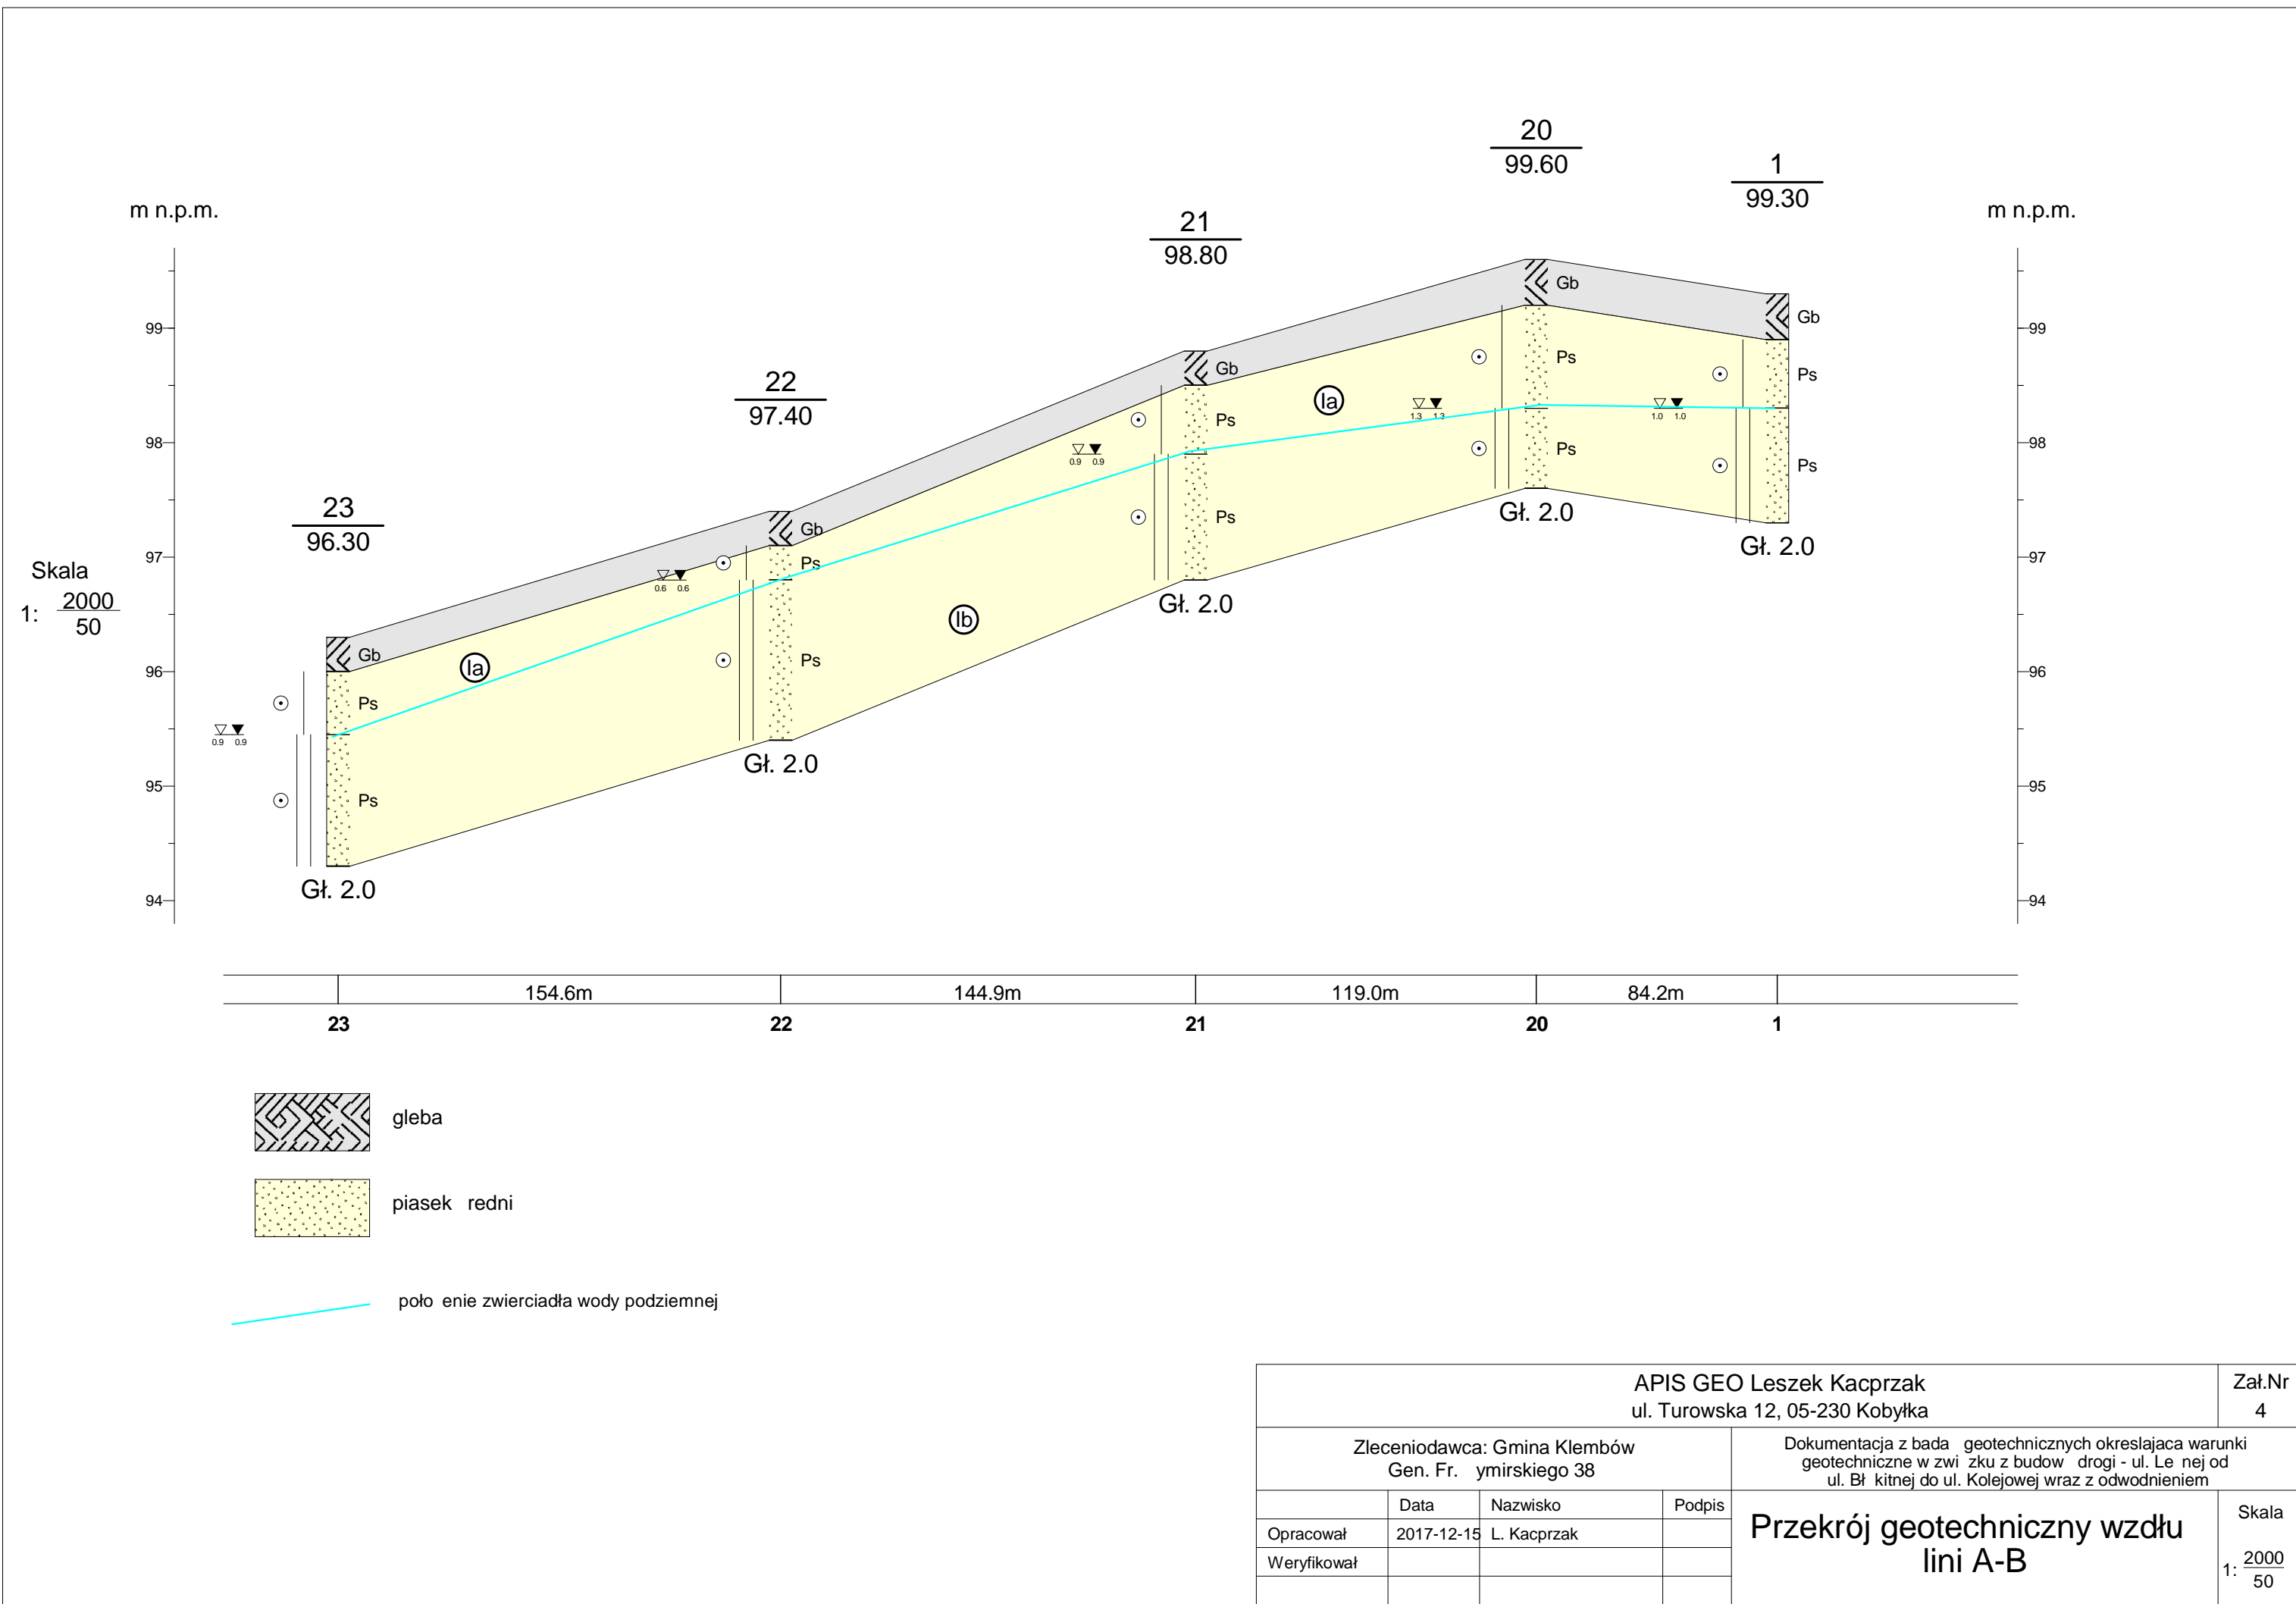 20
99.60
1
99.30
m n.p.m.
m n.p.m.
21
98.80
22
97.40
23
96.30
Skala
1: 2000
50
99
98
97
96
95
94
99
98
97
96
95
94
Gb
Ps
Ps
0.9 0.9
Gł. 2.0
Gb
Ps
Ps
0.6 0.6
Gł. 2.0
Gb
Ps
Ps
0.9 0.9
Gł. 2.0
Gb
Ps
Ps
1.3 1.3
Gł. 2.0
Gb
Ps
Ps
1.0 1.0
Gł. 2.0
Ia
Ib
Ia
154.6m 144.9m 119.0m 84.2m
23 22 21 20 1
gleba
piasek redni
poło enie zwierciadła wody podziemnej
APIS GEO Leszek Kacprzak
ul. Turowska 12, 05-230 Kobyłka
Zał.Nr
4
Zleceniodawca: Gmina Klembów
Gen. Fr. ymirskiego 38
Dokumentacja z bada geotechnicznych okreslajaca warunki
geotechniczne w zwi zku z budow drogi - ul. Le nej od
ul. Bł kitnej do ul. Kolejowej wraz z odwodnieniem
Data Nazwisko Podpis
Opracował 2017-12-15 L. Kacprzak
Weryfikował
Przekrój geotechniczny wzdłu
lini A-B
Skala
1: 2000
50